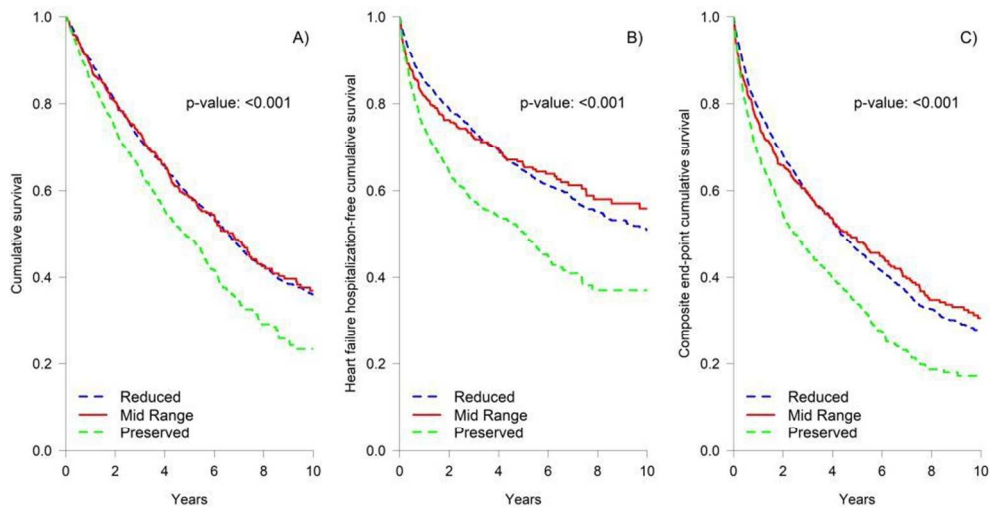 A)
p-value: <0.001
Cumulative survival
1.0
0.8
0.6
0.4
0.2
0.0
Reduced
Mid Range
Preserved
0 2 4 6 8 10
Years
B)
p-value: <0.001
Heart failure hospitalization-free cumulative survival
1.0
0.8
0.6
0.4
0.2
0.0
Reduced
Mid Range
Preserved
0 2 4 6 8 10
Years
C)
p-value: <0.001
Composite end-point cumulative survival
1.0
0.8
0.6
0.4
0.2
0.0
Reduced
Mid Range
Preserved
0 2 4 6 8 10
Years